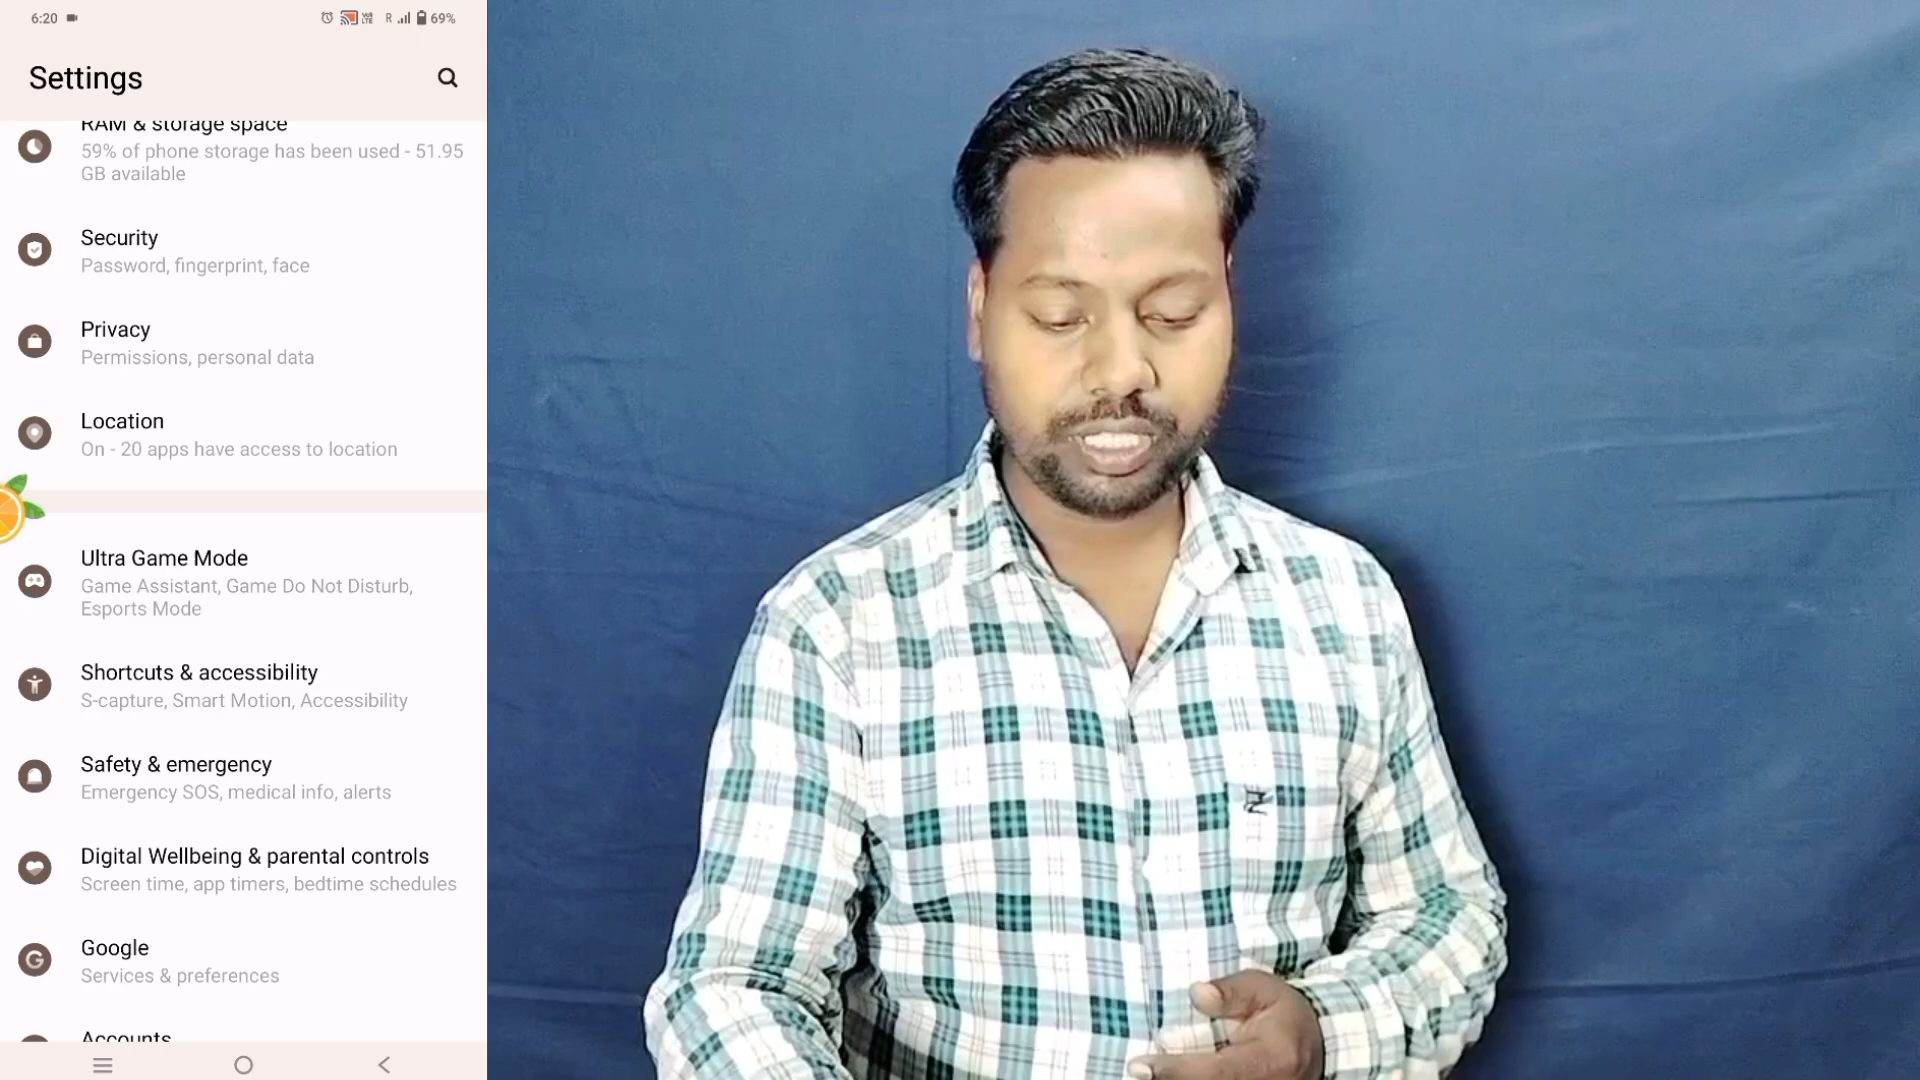 6:20
R 69%
Settings
RAM & storage space
59% of phone storage has been used - 51.95
GB available
Security
Password, fingerprint, face
Privacy
Permissions, personal data
Location
On - 20 apps have access to location
Ultra Game Mode
Game Assistant, Game Do Not Disturb,
Esports Mode
Shortcuts & accessibility
S-capture, Smart Motion, Accessibility
Safety & emergency
Emergency SOS, medical info, alerts
Digital Wellbeing & parental controls
Screen time, app timers, bedtime schedules
Google
Services & preferences
Accounts